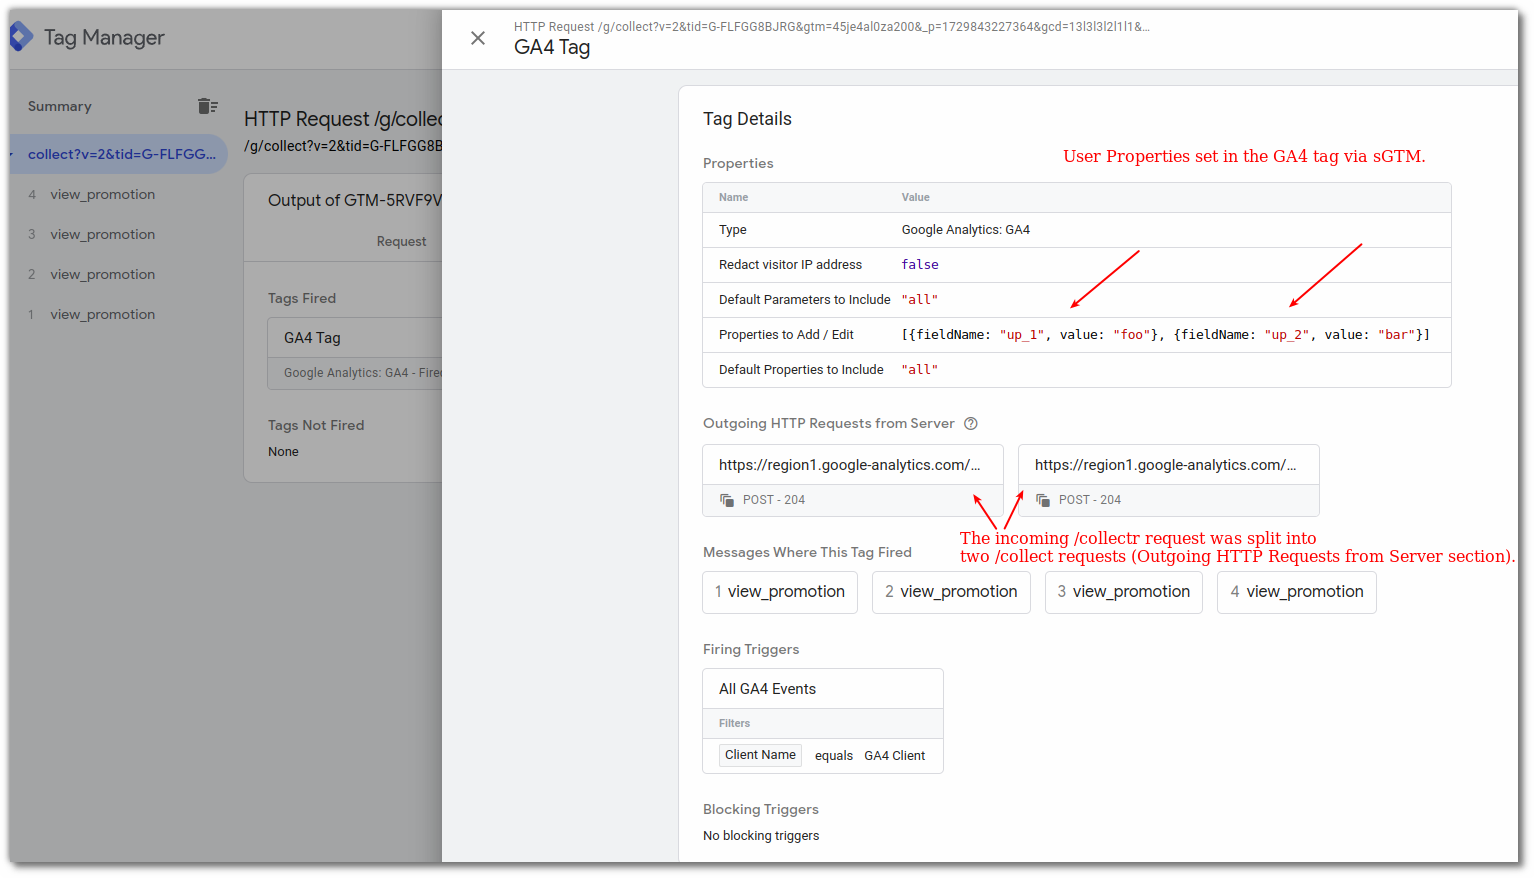 Tag Manager
Summary
collect?v=2&tid=G-FLFGG...
4 view_promotion
3 view_promotion
2 view_promotion
1 view_promotion
HTTP Request /g/collec
/g/collect?v=2&tid=G-FLFGG8B
Output of GTM-5RVF9V
Request
Tags Fired
GA4 Tag
Google Analytics: GA4 - Fired
Tags Not Fired
None
HTTP Request /g/collect?v=2&tid=G-FLFGG8BJRG&gtm=45je4al0za200&_p=1729843227364&gcd=13l3l3l2l1l1&...
GA4 Tag
Tag Details
Properties
User Properties set in the GA4 tag via sGTM.
Name Value
Type Google Analytics: GA4
Redact visitor IP address false
Default Parameters to Include "all"
Properties to Add / Edit [{fieldName: "up_1", value: "foo"}, {fieldName: "up_2", value: "bar"}]
Default Properties to Include "all"
Outgoing HTTP Requests from Server
https://region1.google-analytics.com/... https://region1.google-analytics.com/...
POST - 204 POST - 204
The incoming /collectr request was split into
two /collect requests (Outgoing HTTP Requests from Server section).
Messages Where This Tag Fired
1 view_promotion 2 view_promotion 3 view_promotion 4 view_promotion
Firing Triggers
All GA4 Events
Filters
Client Name equals GA4 Client
Blocking Triggers
No blocking triggers